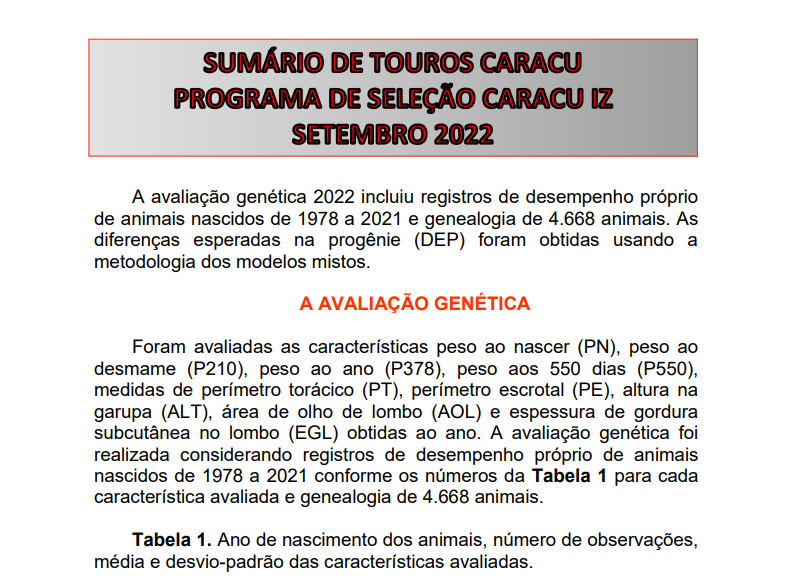 SUMÁRIO DE TOUROS CARACU
PROGRAMA DE SELEÇÃO CARACU IZ
SETEMBRO 2022
A avaliação genética 2022 incluiu registros de desempenho próprio
de animais nascidos de 1978 a 2021 e genealogia de 4.668 animais. As
diferenças esperadas na progênie (DEP) foram obtidas usando a
metodologia dos modelos mistos.
A AVALIAÇÃO GENÉTICA
Foram avaliadas as características peso ao nascer (PN), peso ao
desmame (P210), peso ao ano (P378), peso aos 550 dias (P550),
medidas de perímetro torácico (PT), perímetro escrotal (PE), altura na
garupa (ALT), área de olho de lombo (AOL) e espessura de gordura
subcutânea no lombo (EGL) obtidas ao ano. A avaliação genética foi
realizada considerando registros de desempenho próprio de animais
nascidos de 1978 a 2021 conforme os números da Tabela 1 para cada
característica avaliada e genealogia de 4.668 animais.
Tabela 1. Ano de nascimento dos animais, número de observações,
média e desvio-padrão das características avaliadas.